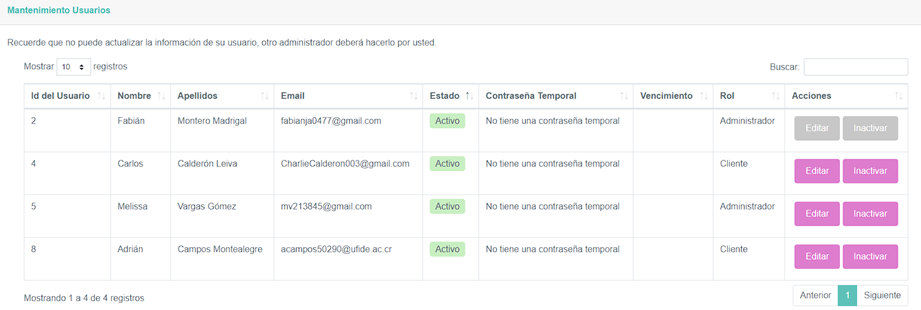 Mantenimiento Usuarios
Recuerde que no puede actualizar la información de su usuario, otro administrador deberá hacerlo por usted.
Mostrar 10 registros Buscar:
Id del Usuario Nombre Apellidos Email Estado Contraseña Temporal Vencimiento Rol Acciones
2 Fabián Montero Madrigal fabianja0477@gmail.com Activo No tiene una contraseña temporal Administrador Editar Inactivar
4 Carlos Calderón Leiva CharlieCalderon003@gmail.com Activo No tiene una contraseña temporal Cliente Editar Inactivar
5 Melissa Vargas Gómez mv213845@gmail.com Activo No tiene una contraseña temporal Administrador Editar Inactivar
8 Adrián Campos Montealegre acampos50290@ufide.ac.cr Activo No tiene una contraseña temporal Cliente Editar Inactivar
Mostrando 1 a 4 de 4 registros Anterior 1 Siguiente